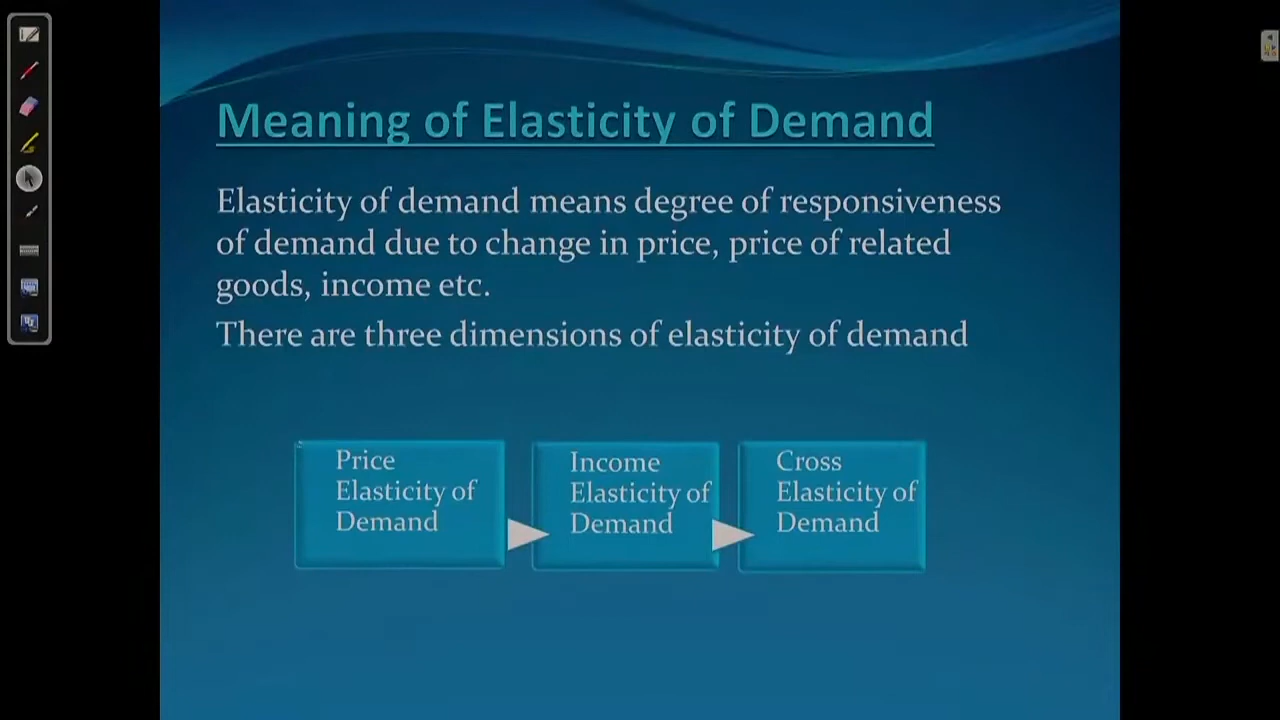 Meaning of Elasticity of Demand
Elasticity of demand means degree of responsiveness
of demand due to change in price, price of related
goods, income etc.
There are three dimensions of elasticity of demand
Price
Elasticity of
Demand
Income
Elasticity of
Demand
Cross
Elasticity of
Demand